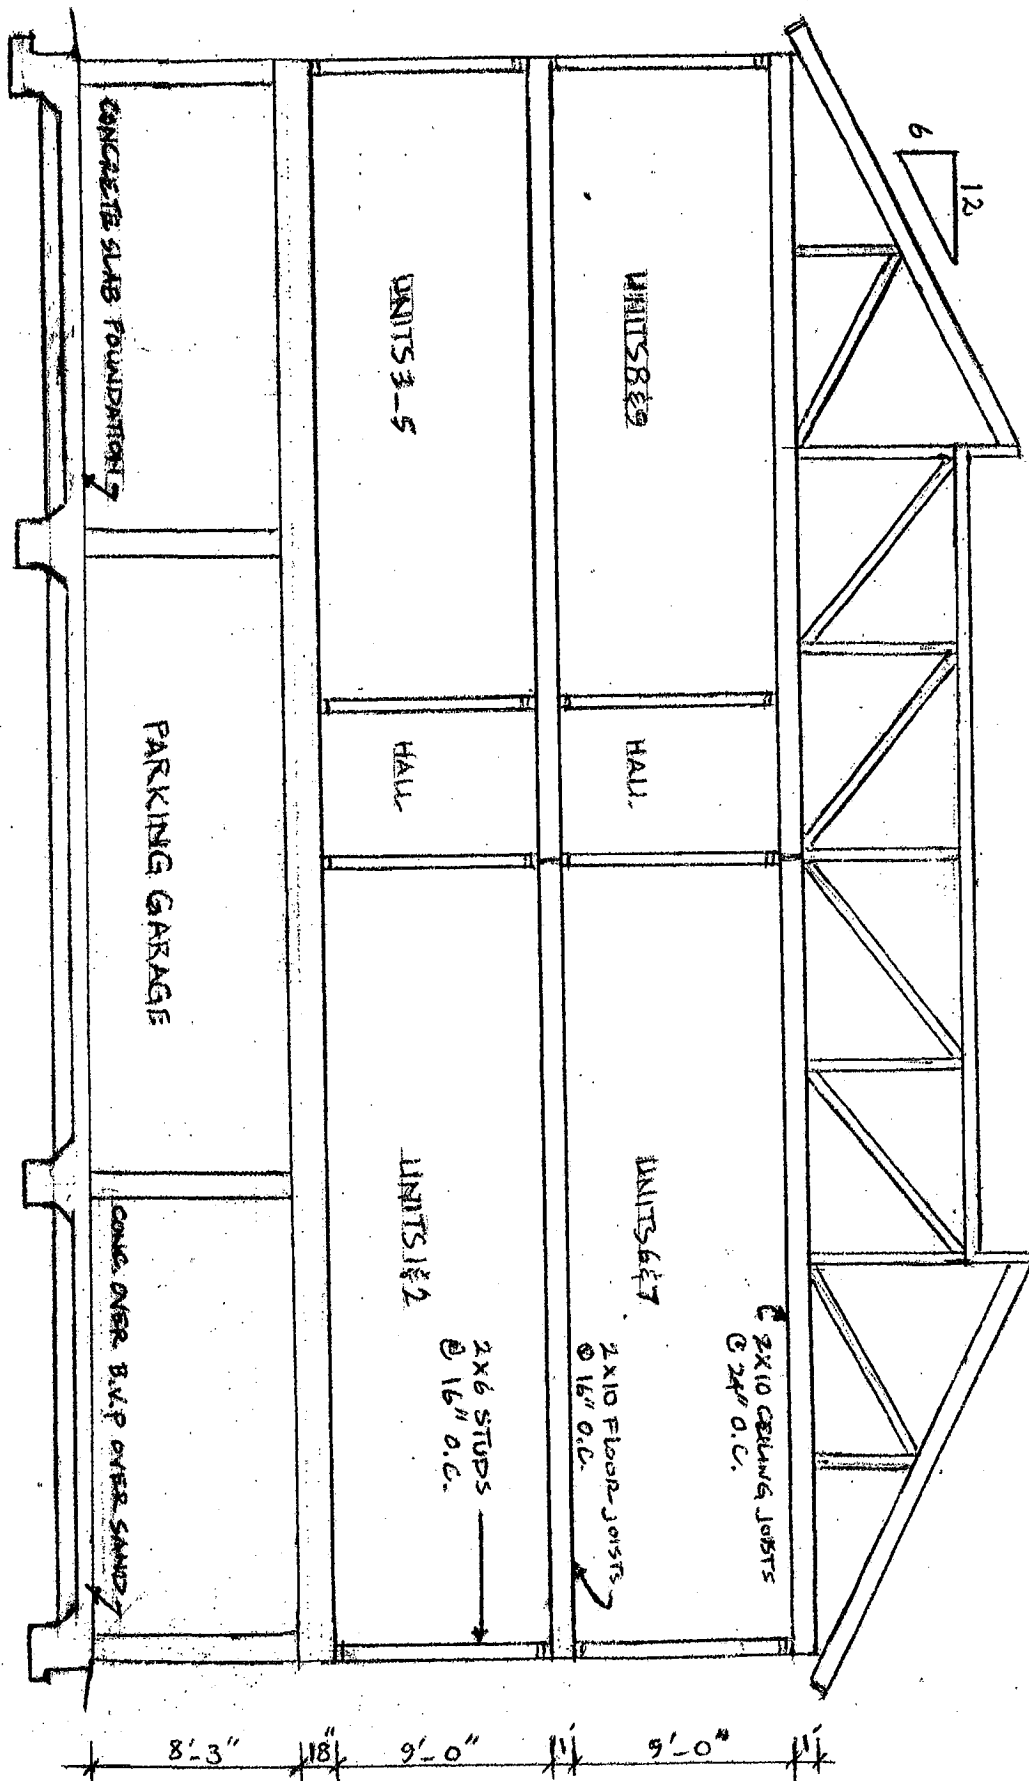 6
12
2X10 CEILING JOISTS
@ 24" O.C.
UNITS 8 & 9
HALL
UNITS 6 & 7
2X10 FLOOR JOISTS
@ 16" O.C.
UNITS 3-5
HALL
UNITS 1 & 2
2X6 STUDS
@ 16" O.C.
PARKING GARAGE
CONCRETE SLAB FOUNDATION
CONC. OVER B.V.P OVER SAND
8'-3"
18"
9'-0"
1'
9'-0"
1'